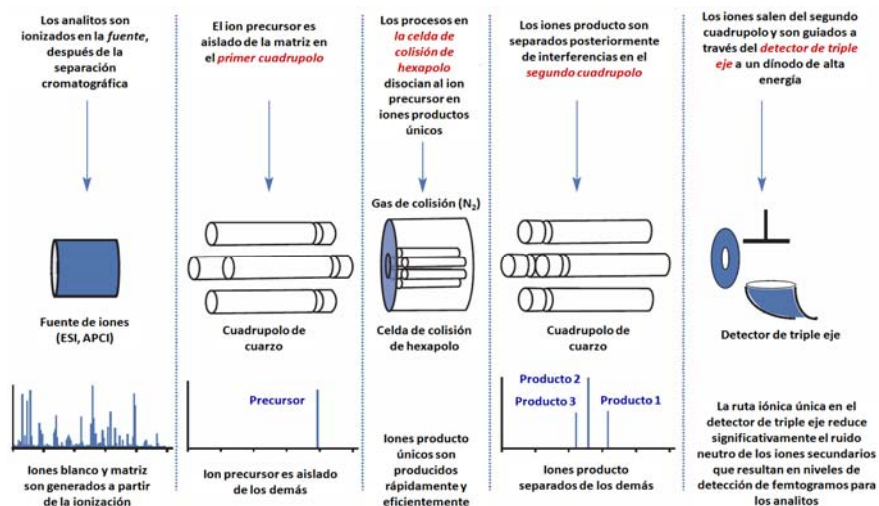 Los analitos son
ionizados en la fuente,
después de la
separación
cromatográfica
El ion precursor es
aislado de la matriz en
el primer cuadrupolo
Los procesos en
la celda de
colisión de
hexapolo
disocian al ion
precursor en
iones productos
únicos
Los iones producto son
separados posteriormente
de interferencias en el
segundo cuadrupolo
Los iones salen del segundo
cuadrupolo y son guiados a
través del detector de triple
eje a un dínodo de alta
energía
Gas de colisión (N2)
Fuente de iones
(ESI, APCI)
Cuadrupolo de
cuarzo
Celda de colisión
de hexapolo
Cuadrupolo de
cuarzo
Detector de triple eje
Precursor
Producto 2
Producto 3
Producto 1
Iones blanco y matriz
son generados a partir
de la ionización
Ion precursor es aislado
de los demás
Iones producto
únicos son
producidos
rápidamente y
eficientemente
Iones producto
separados de los demás
La ruta iónica única en el
detector de triple eje reduce
significativamente el ruido
neutro de los iones secundarios
que resultan en niveles de
detección de femtogramos para
los analitos